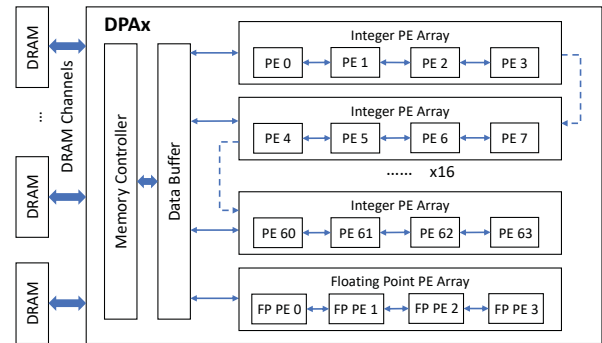 DPAx
DRAM
...
DRAM
DRAM
DRAM Channels
Memory Controller
Data Buffer
Integer PE Array
PE 0 PE 1 PE 2 PE 3
Integer PE Array
PE 4 PE 5 PE 6 PE 7
...... x16
Integer PE Array
PE 60 PE 61 PE 62 PE 63
Floating Point PE Array
FP PE 0 FP PE 1 FP PE 2 FP PE 3